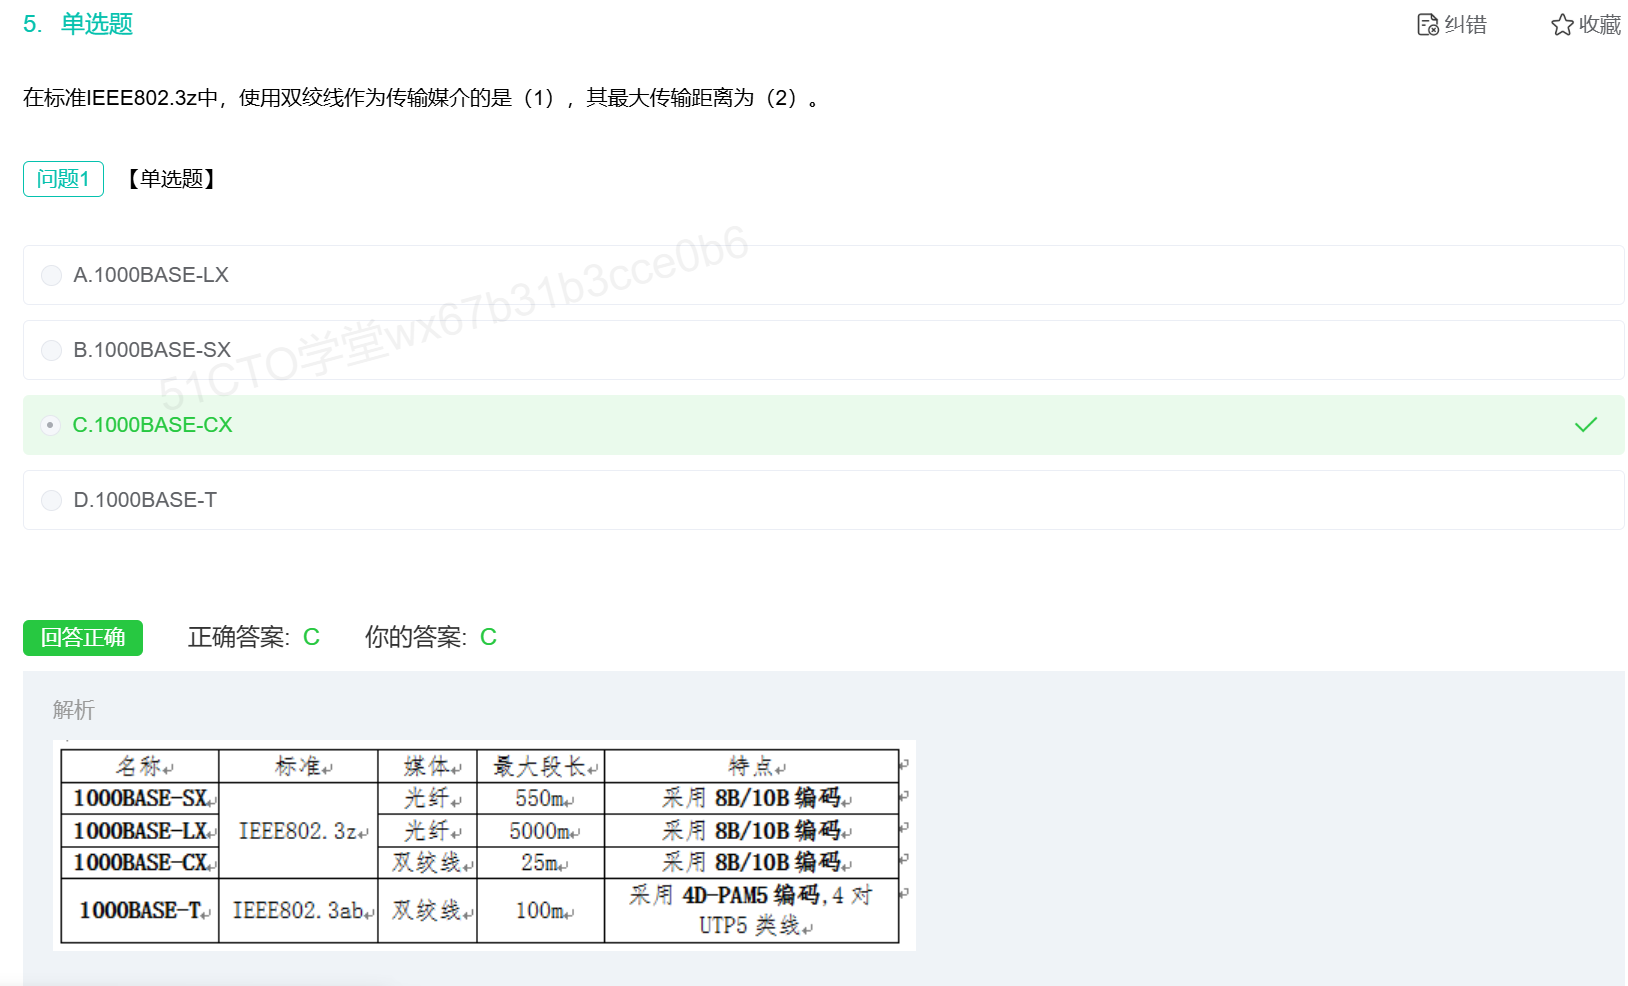 5. 单选题
纠错 收藏
在标准IEEE802.3z中，使用双绞线作为传输媒介的是（1），其最大传输距离为（2）。
问题1 【单选题】
A.1000BASE-LX
B.1000BASE-SX
C.1000BASE-CX
D.1000BASE-T
51CTO学堂wx67b31b3cce0b6
回答正确 正确答案: C 你的答案: C
解析
名称 标准 媒体 最大段长 特点
1000BASE-SX 光纤 550m 采用 8B/10B 编码
1000BASE-LX IEEE802.3z 光纤 5000m 采用 8B/10B 编码
1000BASE-CX 双绞线 25m 采用 8B/10B 编码
1000BASE-T IEEE802.3ab 双绞线 100m 采用 4D-PAM5 编码,4 对
UTP5 类线